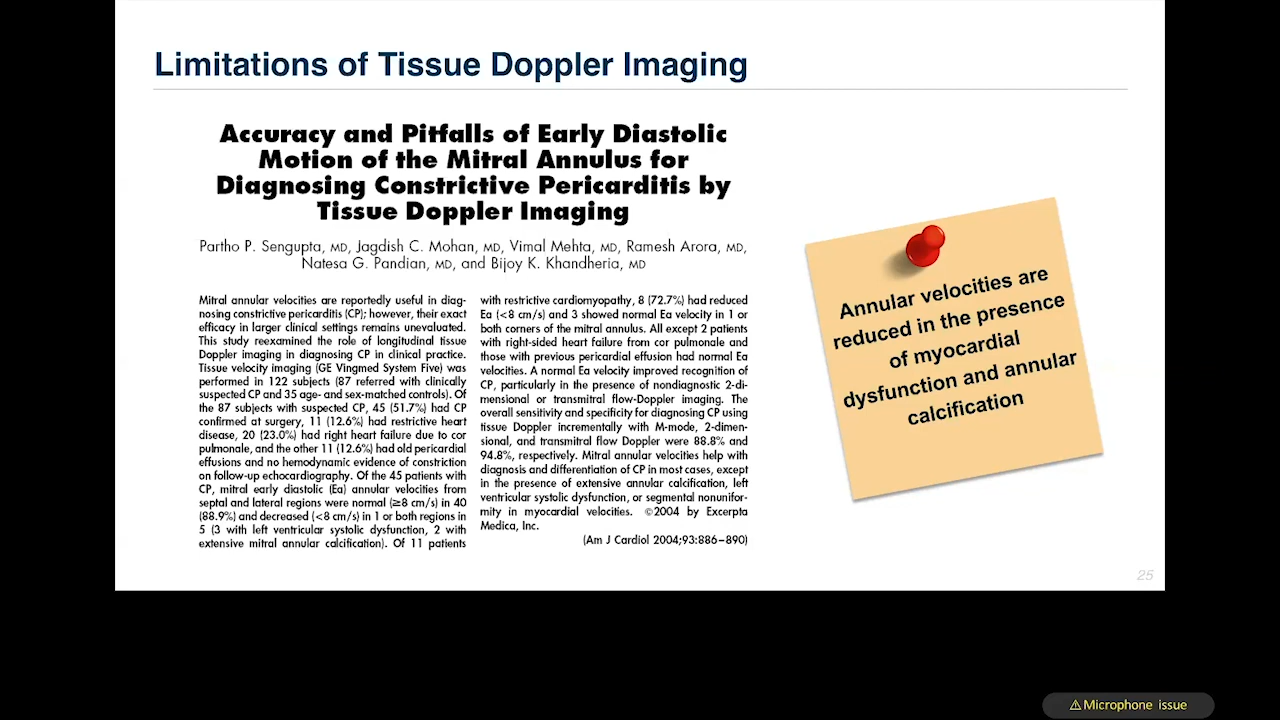 Limitations of Tissue Doppler Imaging
Accuracy and Pitfalls of Early Diastolic
Motion of the Mitral Annulus for
Diagnosing Constrictive Pericarditis by
Tissue Doppler Imaging
Partho P. Sengupta, MD, Jagdish C. Mohan, MD, Vimal Mehta, MD, Ramesh Arora, MD,
Natesa G. Pandian, MD, and Bijoy K. Khandheria, MD
Mitral annular velocities are reportedly useful in diag-
nosing constrictive pericarditis (CP); however, their exact
efficacy in larger clinical settings remains unevaluated.
This study reexamined the role of longitudinal tissue
Doppler imaging in diagnosing CP in clinical practice.
Tissue velocity imaging (GE Vingmed System Five) was
performed in 122 subjects (87 referred with clinically
suspected CP and 35 age- and sex-matched controls). Of
the 87 subjects with suspected CP, 45 (51.7%) had CP
confirmed at surgery, 11 (12.6%) had restrictive heart
disease, 20 (23.0%) had right heart failure due to cor
pulmonale, and the other 11 (12.6%) had old pericardial
effusions and no hemodynamic evidence of constriction
on follow-up echocardiography. Of the 45 patients with
CP, mitral early diastolic (Ea) annular velocities from
septal and lateral regions were normal (≥8 cm/s) in 40
(88.9%) and decreased (<8 cm/s) in 1 or both regions in
5 (3 with left ventricular systolic dysfunction, 2 with
extensive mitral annular calcification). Of 11 patients
with restrictive cardiomyopathy, 8 (72.7%) had reduced
Ea (<8 cm/s) and 3 showed normal Ea velocity in 1 or
both corners of the mitral annulus. All except 2 patients
with right-sided heart failure from cor pulmonale and
those with previous pericardial effusion had normal Ea
velocities. A normal Ea velocity improved recognition of
CP, particularly in the presence of nondiagnostic 2-di-
mensional or transmitral flow-Doppler imaging. The
overall sensitivity and specificity for diagnosing CP using
tissue Doppler incrementally with M-mode, 2-dimen-
sional, and transmitral flow Doppler were 88.8% and
94.8%, respectively. Mitral annular velocities help with
diagnosis and differentiation of CP in most cases, except
in the presence of extensive annular calcification, left
ventricular systolic dysfunction, or segmental nonunifor-
mity in myocardial velocities. ©2004 by Excerpta
Medica, Inc.
(Am J Cardiol 2004;93:886–890)
Annular velocities are
reduced in the presence
of myocardial
dysfunction and annular
calcification
25
⚠Microphone issue